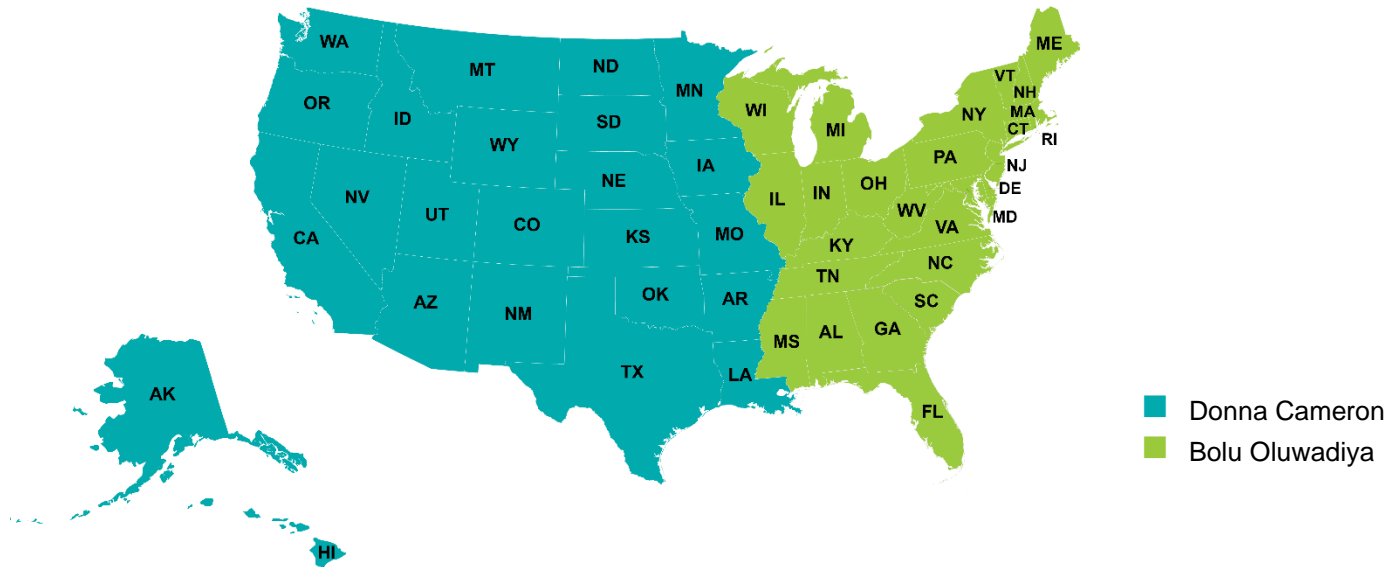 WA
MT
ND
MN
OR
ID
WY
SD
WI
MI
NY
VT
NH
ME
MA
CT
RI
NV
UT
CO
NE
IA
IL
IN
OH
PA
NJ
DE
MD
CA
KS
MO
KY
WV
VA
AZ
NM
OK
AR
TN
NC
SC
TX
LA
MS
AL
GA
FL
AK
HI
Donna Cameron
Bolu Oluwadiya